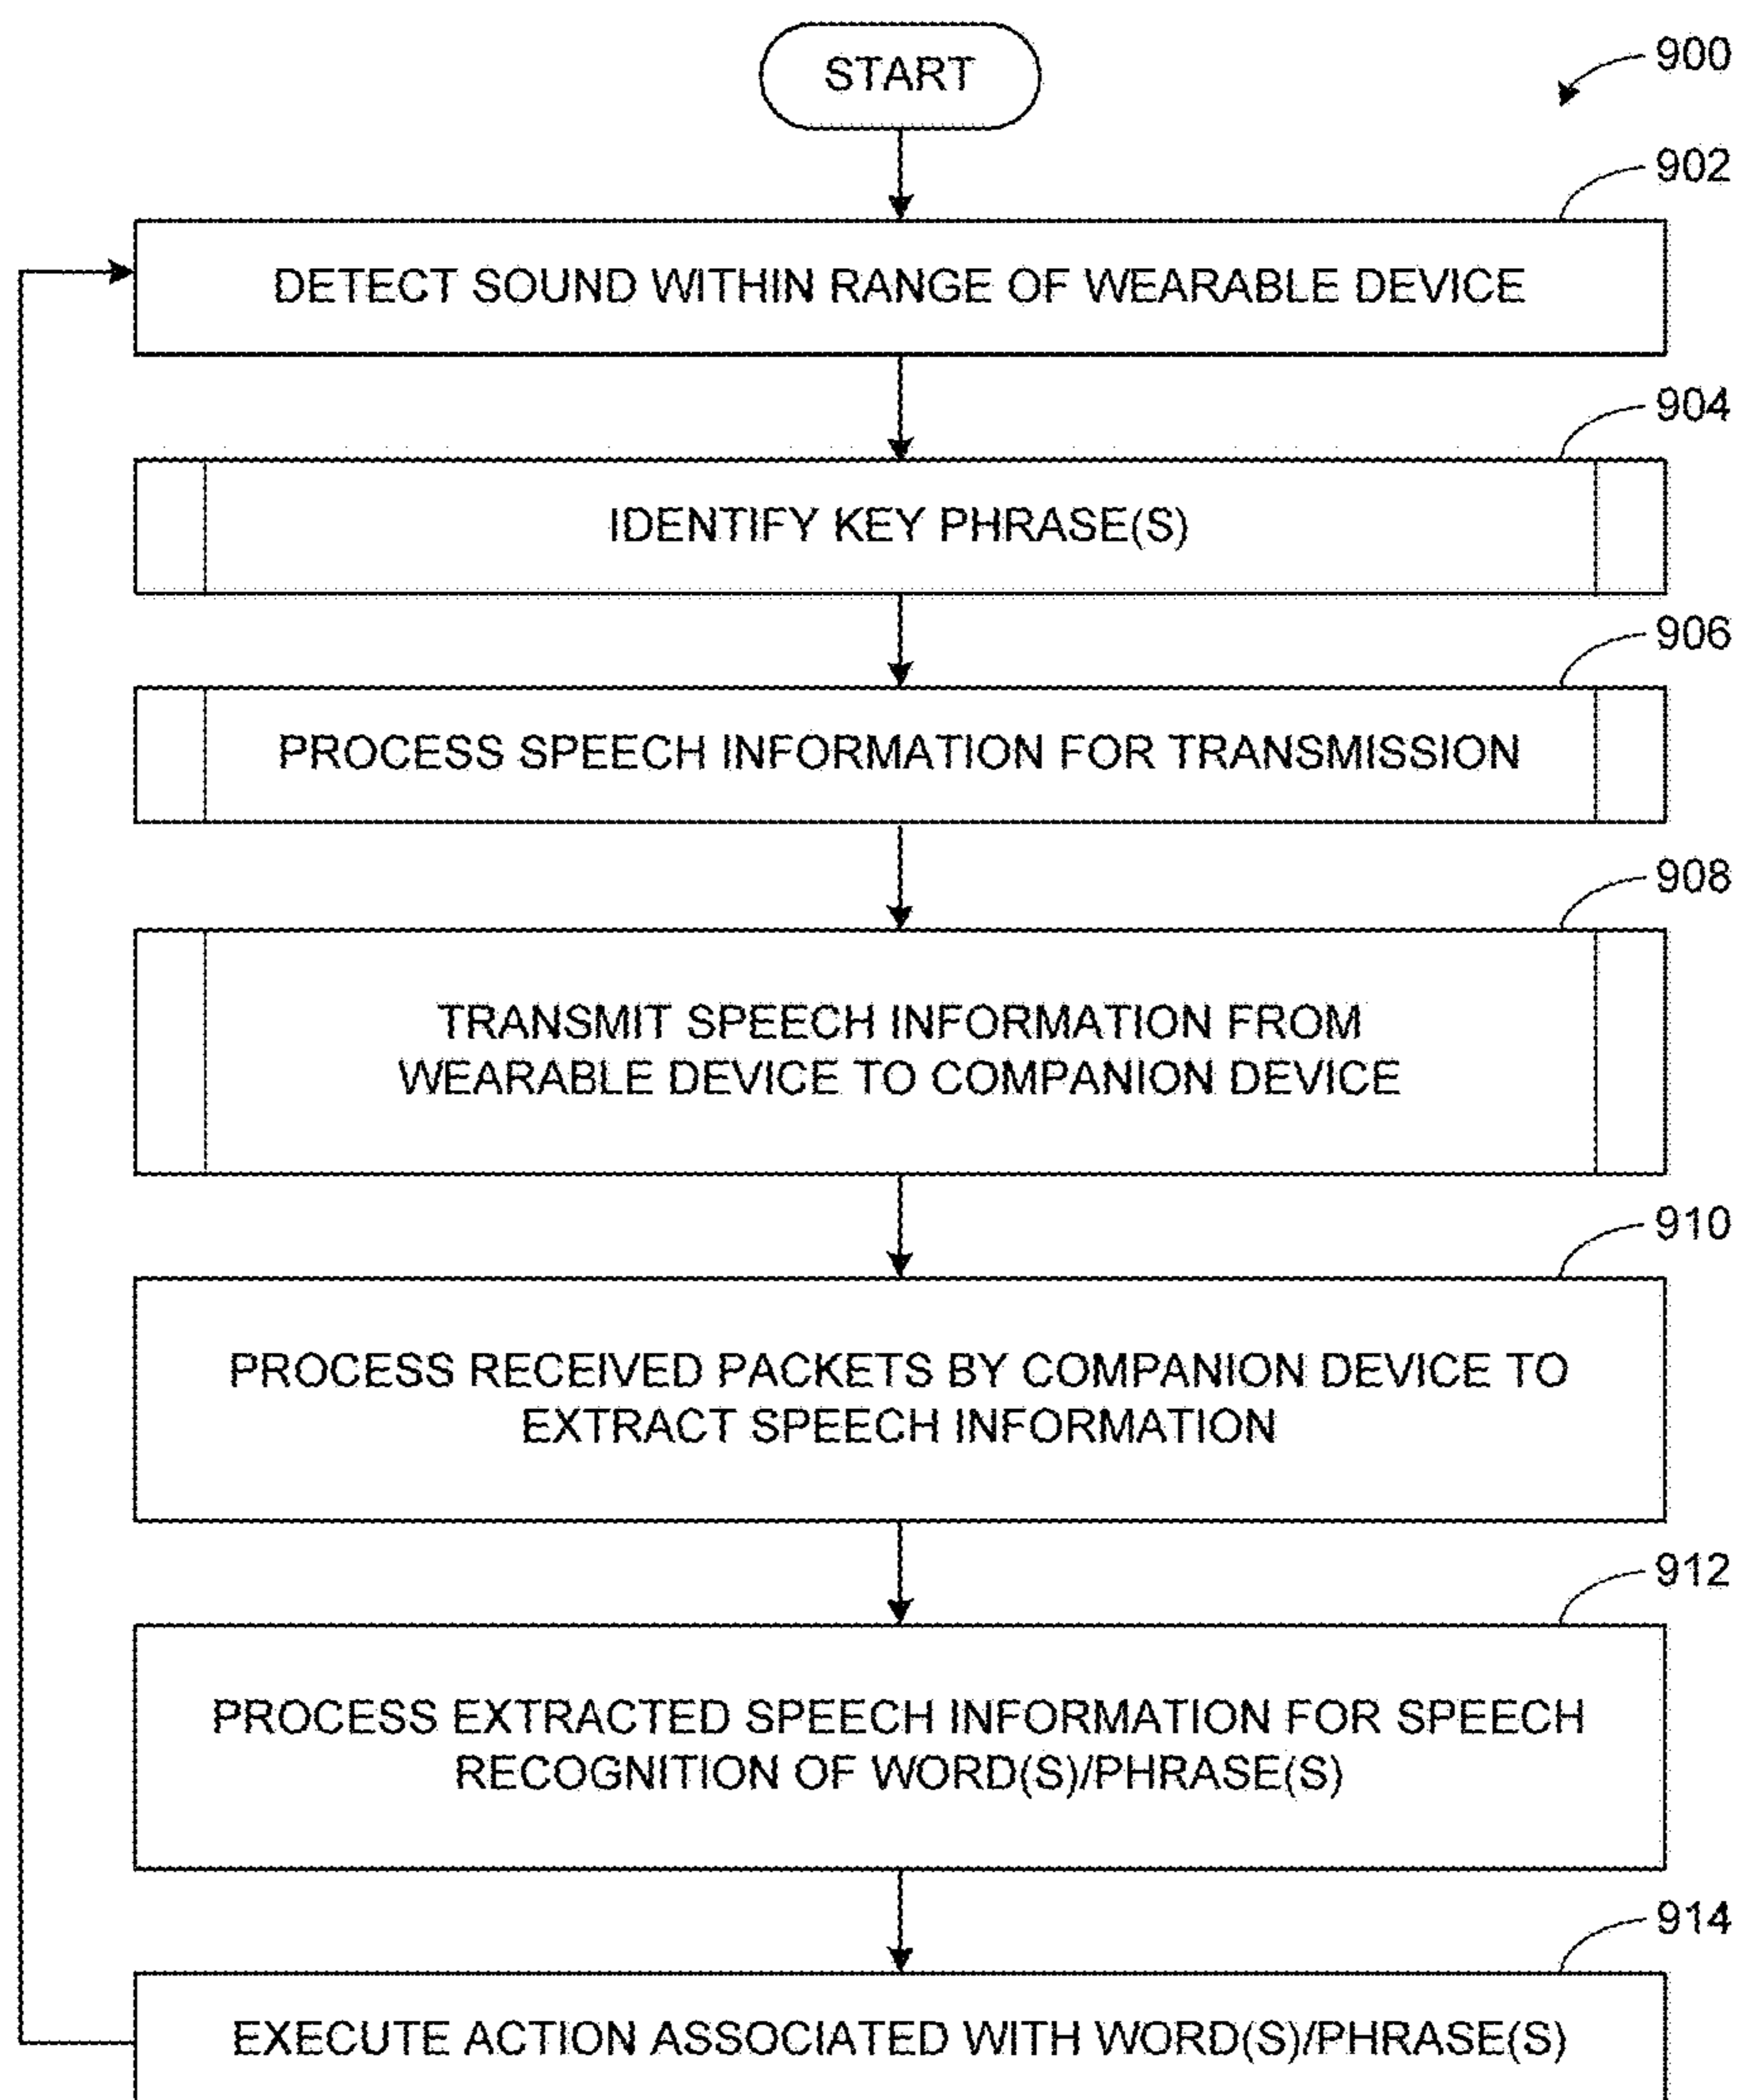 START
900
902
DETECT SOUND WITHIN RANGE OF WEARABLE DEVICE
904
IDENTIFY KEY PHRASE(S)
906
PROCESS SPEECH INFORMATION FOR TRANSMISSION
908
TRANSMIT SPEECH INFORMATION FROM
WEARABLE DEVICE TO COMPANION DEVICE
910
PROCESS RECEIVED PACKETS BY COMPANION DEVICE TO
EXTRACT SPEECH INFORMATION
912
PROCESS EXTRACTED SPEECH INFORMATION FOR SPEECH
RECOGNITION OF WORD(S)/PHRASE(S)
914
EXECUTE ACTION ASSOCIATED WITH WORD(S)/PHRASE(S)